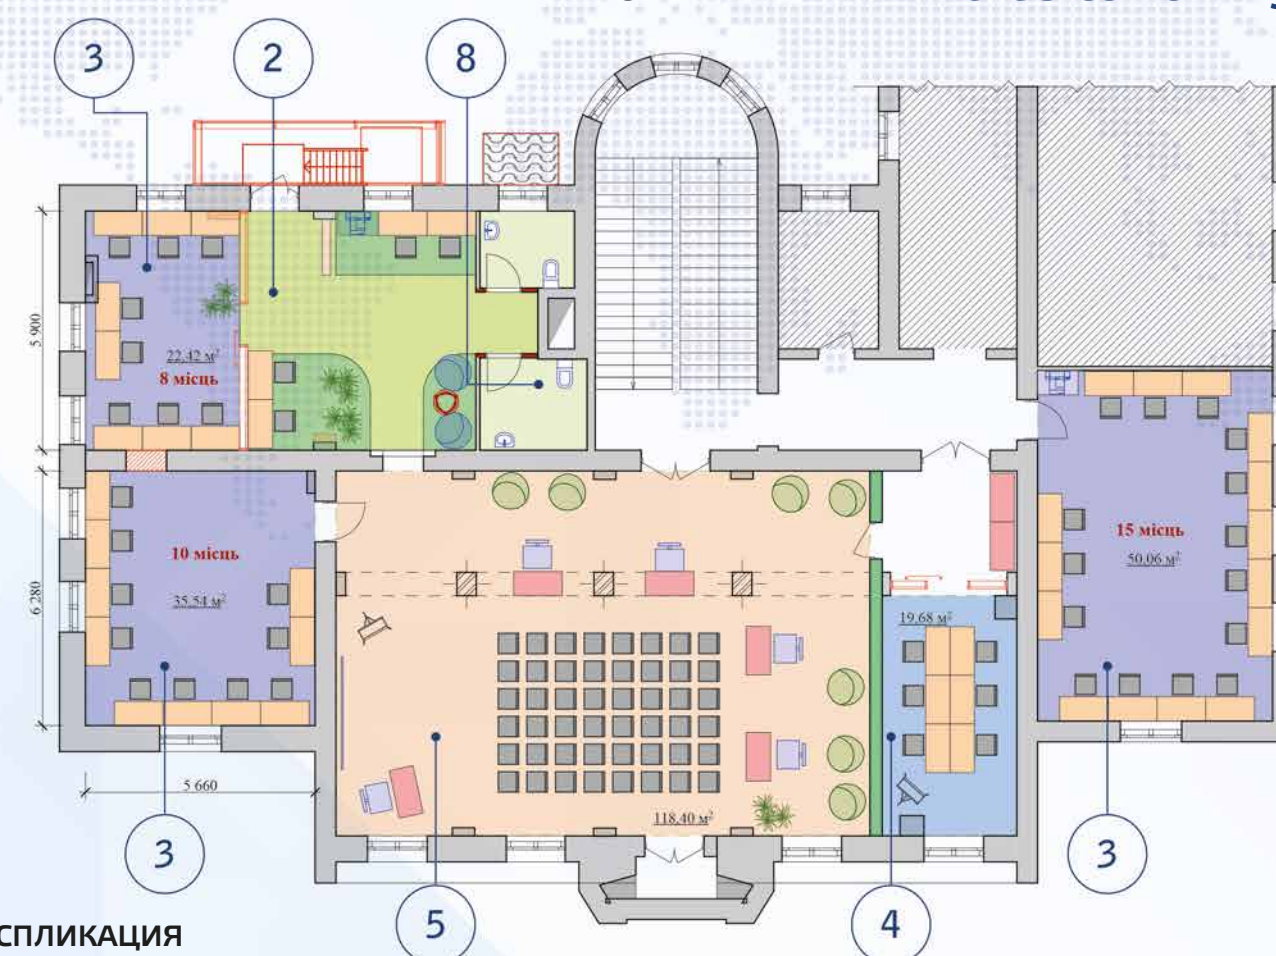 3
2
8
5 900
22,42 м²
8 місць
10 місць
35.54 м²
6 280
15 місць
50.06 м²
19.68 м²
118,40 м²
5 660
3
3
5
4
СПЛИКАЦИЯ